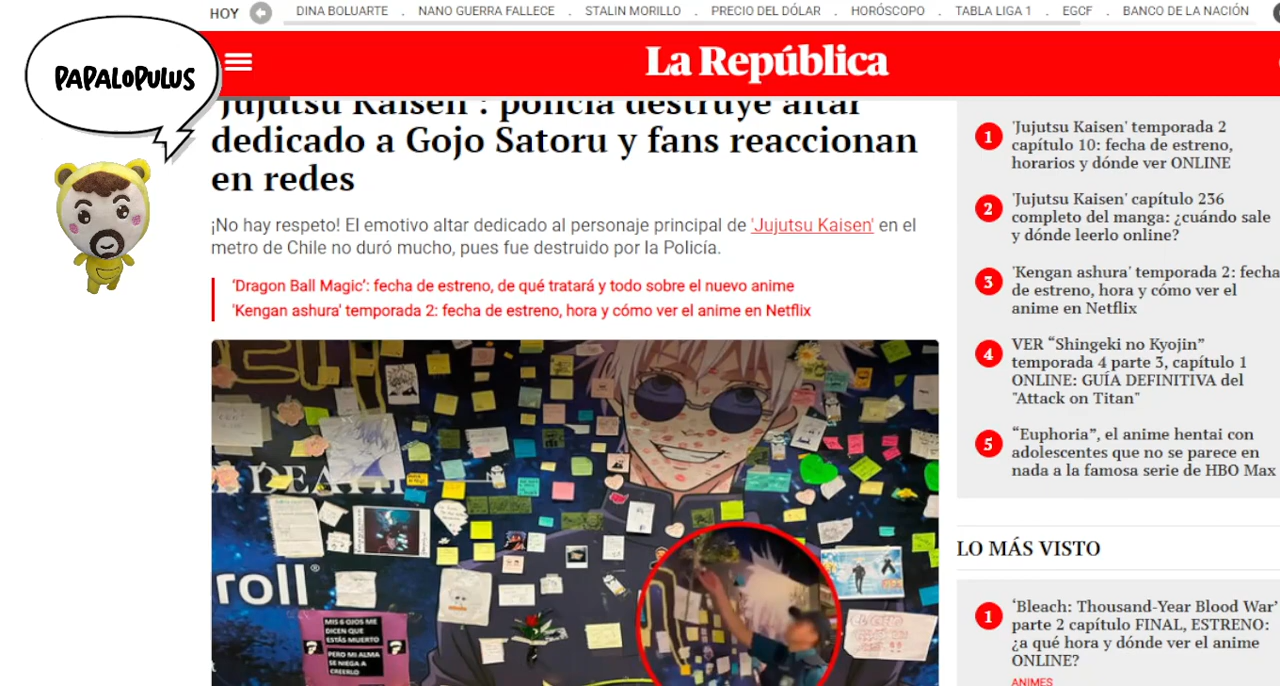 HOY
DINA BOLUARTE . NANO GUERRA FALLECE . STALIN MORILLO . PRECIO DEL DÓLAR . HORÓSCOPO . TABLA LIGA 1 . EGCF . BANCO DE LA NACIÓN
PAPALOPULUS
La República
'Jujutsu Kaisen': policía destruye altar
dedicado a Gojo Satoru y fans reaccionan
en redes
¡No hay respeto! El emotivo altar dedicado al personaje principal de 'Jujutsu Kaisen' en el
metro de Chile no duró mucho, pues fue destruido por la Policía.
‘Dragon Ball Magic’: fecha de estreno, de qué tratará y todo sobre el nuevo anime
'Kengan ashura' temporada 2: fecha de estreno, hora y cómo ver el anime en Netflix
DEATH
roll®
MIS 6 OJOS ME
DICEN QUE
ESTÁS MUERTO
PERO MI ALMA
SE NIEGA A
CREERLO
1
'Jujutsu Kaisen' temporada 2
capítulo 10: fecha de estreno,
horarios y dónde ver ONLINE
2
'Jujutsu Kaisen' capítulo 236
completo del manga: ¿cuándo sale
y dónde leerlo online?
3
'Kengan ashura' temporada 2: fecha
de estreno, hora y cómo ver el
anime en Netflix
4
VER “Shingeki no Kyojin”
temporada 4 parte 3, capítulo 1
ONLINE: GUÍA DEFINITIVA del
"Attack on Titan"
5
“Euphoria”, el anime hentai con
adolescentes que no se parece en
nada a la famosa serie de HBO Max
LO MÁS VISTO
1
‘Bleach: Thousand-Year Blood War’
parte 2 capítulo FINAL, ESTRENO:
¿a qué hora y dónde ver el anime
ONLINE?
ANIMES